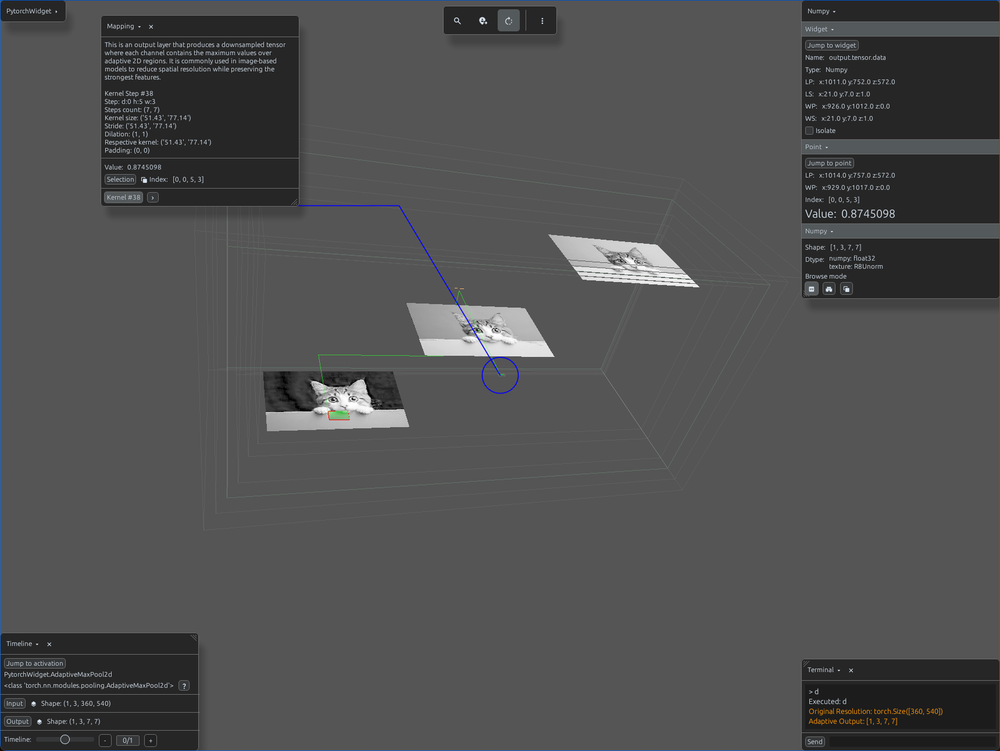 PytorchWidget
Mapping
This is an output layer that produces a downsampled tensor
where each channel contains the maximum values over
adaptive 2D regions. It is commonly used in image-based
models to reduce spatial resolution while preserving the
strongest features.
Kernel Step #38
Step: d:0 h:5 w:3
Steps count: (7, 7)
Kernel size: ('51.43', '77.14')
Stride: ('51.43', '77.14')
Dilation: (1, 1)
Respective kernel: ('51.43', '77.14')
Padding: (0, 0)
Value: 0.8745098
Selection Index: [0, 0, 5, 3]
Kernel #38
Numpy
Widget
Jump to widget
Name: output.tensor.data
Type: Numpy
LP: x:1011.0 y:752.0 z:572.0
LS: x:21.0 y:7.0 z:1.0
WP: x:926.0 y:1012.0 z:0.0
WS: x:21.0 y:7.0 z:1.0
Isolate
Point
Jump to point
LP: x:1014.0 y:757.0 z:572.0
WP: x:929.0 y:1017.0 z:0.0
Index: [0, 0, 5, 3]
Value: 0.8745098
Numpy
Shape: [1, 3, 7, 7]
Dtype: numpy: float32
texture: R8Unorm
Browse mode
Timeline
Jump to activation
PytorchWidget.AdaptiveMaxPool2d
<class 'torch.nn.modules.pooling.AdaptiveMaxPool2d'> ?
Input Shape: (1, 3, 360, 540)
Output Shape: (1, 3, 7, 7)
Timeline: - 0/1 +
Terminal
> d
Executed: d
Original Resolution: torch.Size([360, 540])
Adaptive Output: [1, 3, 7, 7]
Send